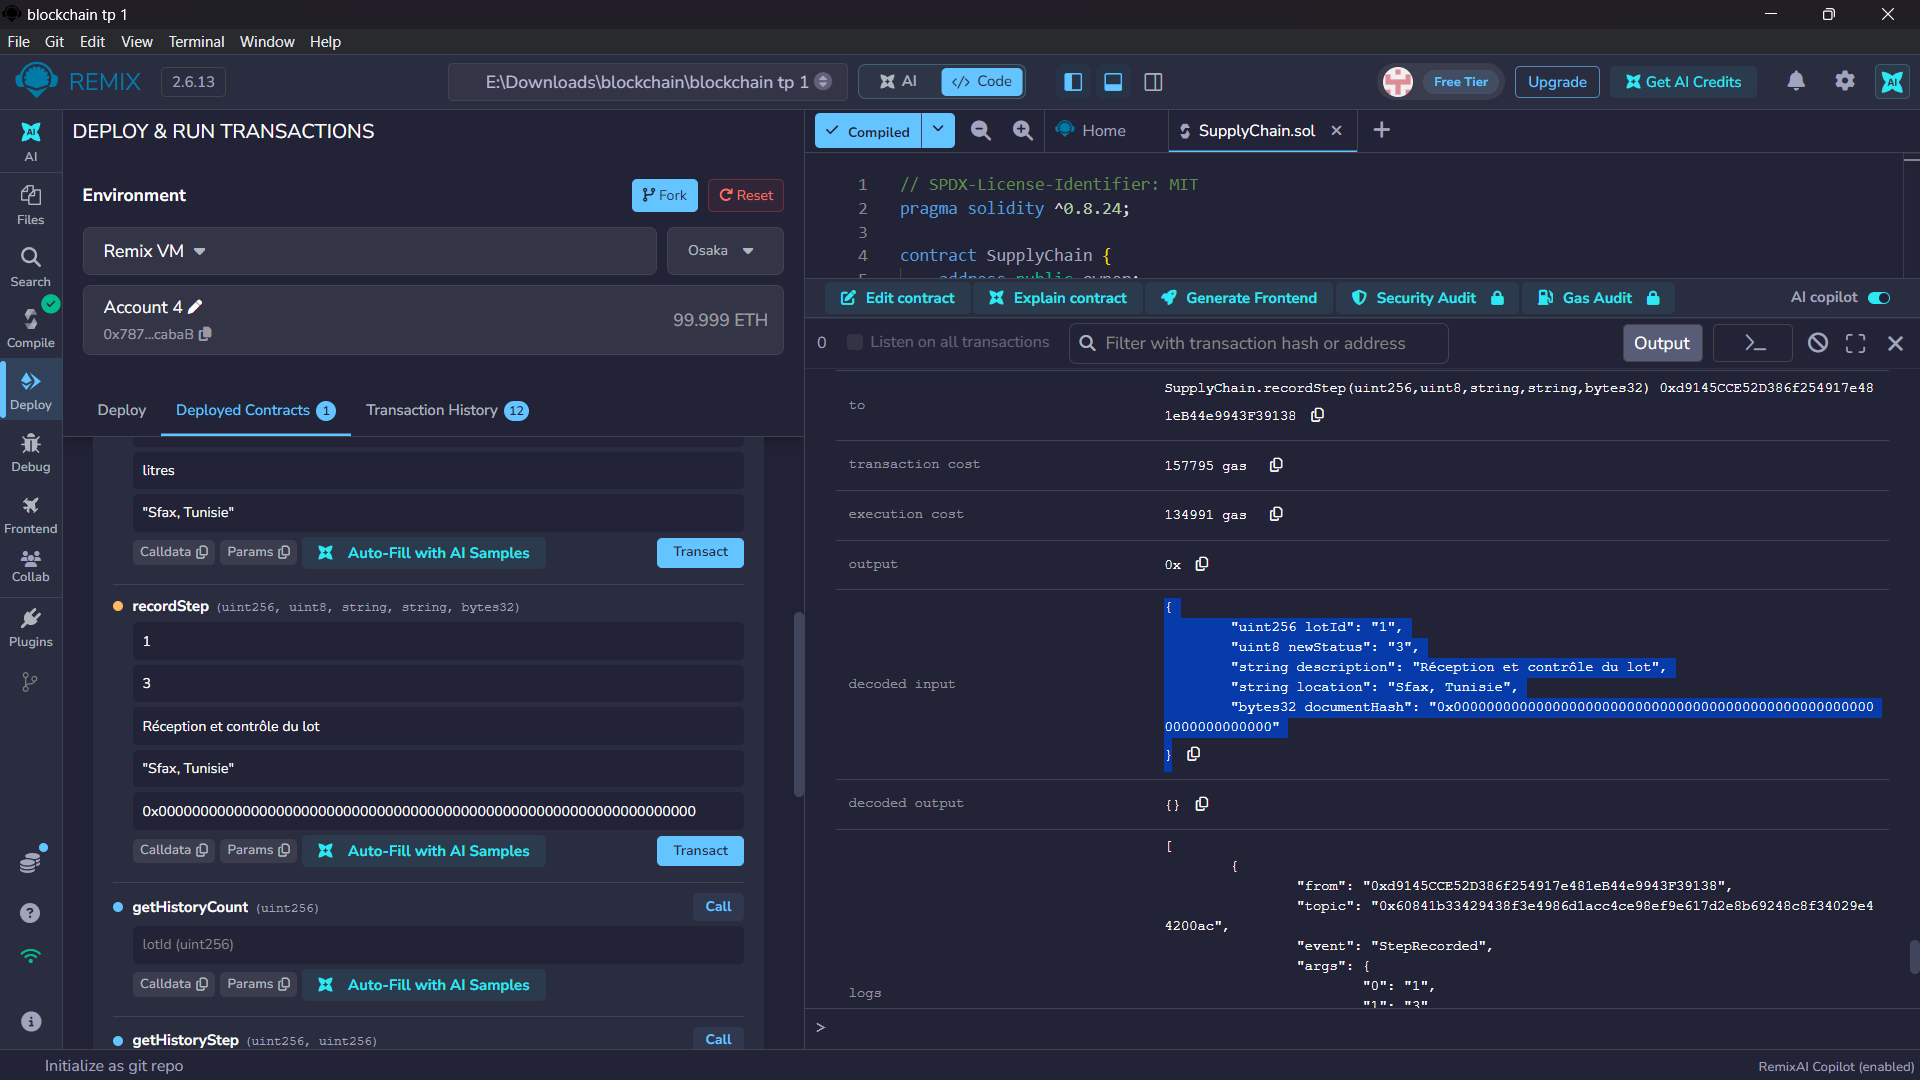 blockchain tp 1
File Git Edit View Terminal Window Help
REMIX 2.6.13 E:\Downloads\blockchain\blockchain tp 1 AI </> Code Free Tier Upgrade Get AI Credits AI
AI
Files
Search
Compile
Deploy
Debug
Frontend
Collab
Plugins
DEPLOY & RUN TRANSACTIONS
Environment Fork Reset
Remix VM Osaka
Account 4
0x787...cabaB
99.999 ETH
Deploy Deployed Contracts 1 Transaction History 12
litres
"Sfax, Tunisie"
Calldata Params Auto-Fill with AI Samples Transact
recordStep (uint256, uint8, string, string, bytes32)
1
3
Réception et contrôle du lot
"Sfax, Tunisie"
0x0000000000000000000000000000000000000000000000000000000000000000
Calldata Params Auto-Fill with AI Samples Transact
getHistoryCount (uint256) Call
lotId (uint256)
Calldata Params Auto-Fill with AI Samples
getHistoryStep (uint256, uint256) Call
Compiled Home SupplyChain.sol
1 // SPDX-License-Identifier: MIT
2 pragma solidity ^0.8.24;
3
4 contract SupplyChain {
5 address public owner;
Edit contract Explain contract Generate Frontend Security Audit Gas Audit AI copilot
0 Listen on all transactions Filter with transaction hash or address Output >_
to
SupplyChain.recordStep(uint256,uint8,string,string,bytes32) 0xd9145CCE52D386f254917e48
1eB44e9943F39138
transaction cost 157795 gas
execution cost 134991 gas
output 0x
decoded input
{
"uint256 lotId": "1",
"uint8 newStatus": "3",
"string description": "Réception et contrôle du lot",
"string location": "Sfax, Tunisie",
"bytes32 documentHash": "0x000000000000000000000000000000000000000000000000000
0000000000000"
}
decoded output {}
logs
[
{
"from": "0xd9145CCE52D386f254917e481eB44e9943F39138",
"topic": "0x60841b33429438f3e4986d1acc4ce98ef9e617d2e8b69248c8f34029e4
4200ac",
"event": "StepRecorded",
"args": {
"0": "1",
"1": "3"
>
Initialize as git repo RemixAI Copilot (enabled)